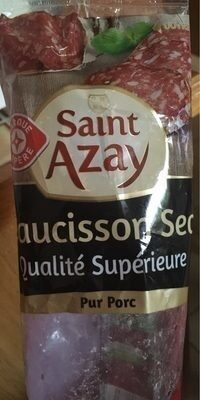 Saint
Azay
aucisson Sec
Qualité Supérieure
Pur Porc